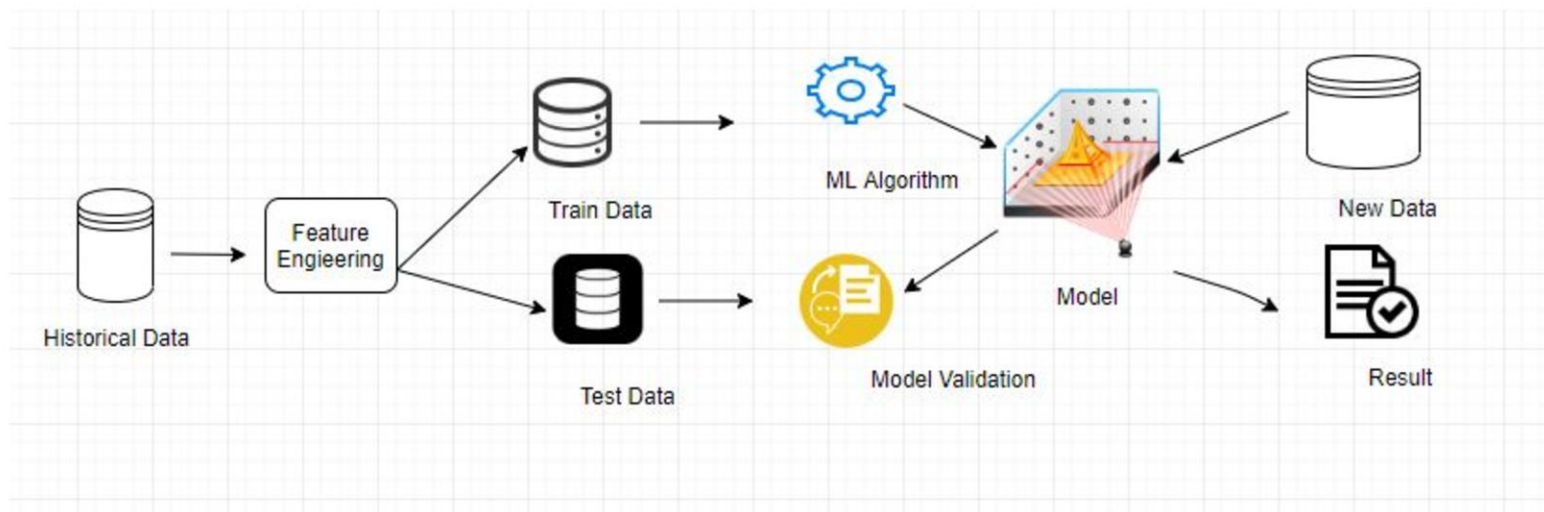 Historical Data
Feature
Engieering
Train Data
Test Data
ML Algorithm
Model Validation
Model
New Data
Result